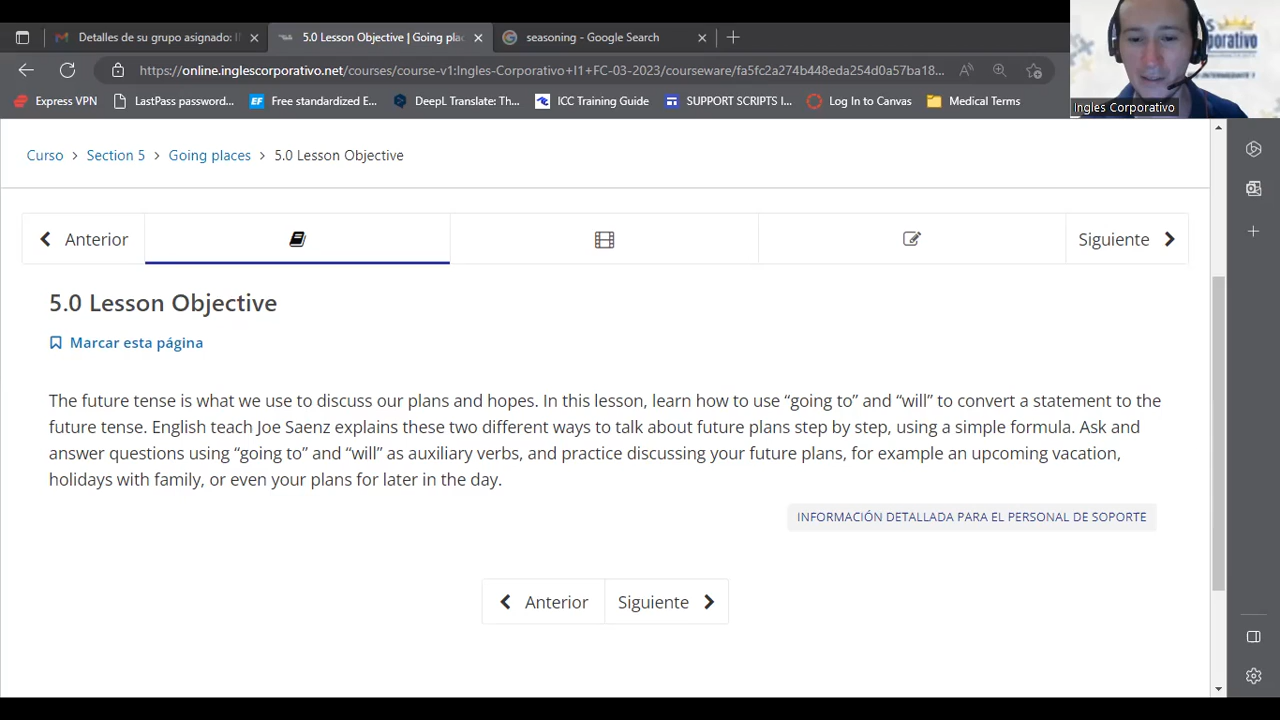 Detalles de su grupo asignado: I
5.0 Lesson Objective | Going plac
seasoning - Google Search
https://online.inglescorporativo.net/courses/course-v1:Ingles-Corporativo+I1+FC-03-2023/courseware/fa5fc2a274b448eda254d0a57ba18...
Express VPN
LastPass password...
EF Free standardized E...
DeepL Translate: Th...
ICC Training Guide
SUPPORT SCRIPTS I...
Log In to Canvas
Medical Terms
porativo
Ingles Corporativo
Curso > Section 5 > Going places > 5.0 Lesson Objective
Anterior
Siguiente
5.0 Lesson Objective
Marcar esta página
The future tense is what we use to discuss our plans and hopes. In this lesson, learn how to use “going to” and “will” to convert a statement to the
future tense. English teach Joe Saenz explains these two different ways to talk about future plans step by step, using a simple formula. Ask and
answer questions using “going to” and “will” as auxiliary verbs, and practice discussing your future plans, for example an upcoming vacation,
holidays with family, or even your plans for later in the day.
INFORMACIÓN DETALLADA PARA EL PERSONAL DE SOPORTE
Anterior
Siguiente